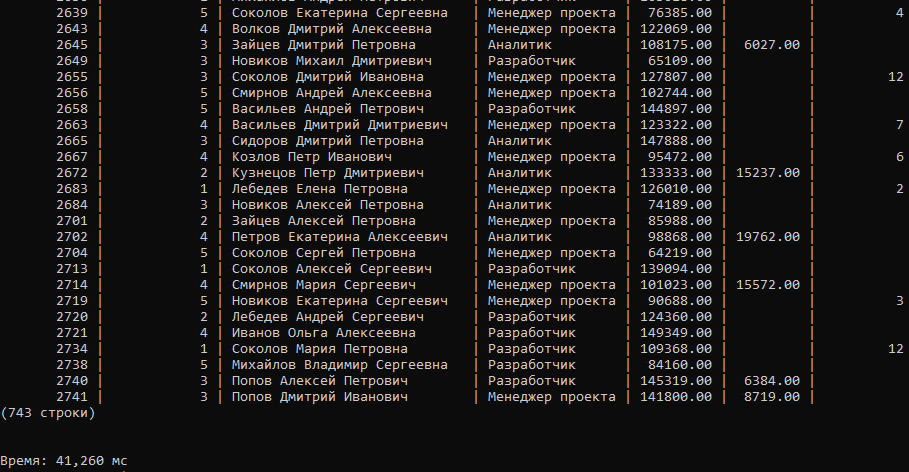 2639 | 5 | Соколов Екатерина Сергеевна | Менеджер проекта | 76385.00 | | 4
2643 | 4 | Волков Дмитрий Алексеевна | Менеджер проекта | 122069.00 | |
2645 | 3 | Зайцев Дмитрий Петровна | Аналитик | 108175.00 | 6027.00 |
2649 | 3 | Новиков Михаил Дмитриевич | Разработчик | 65109.00 | |
2655 | 3 | Соколов Дмитрий Ивановна | Менеджер проекта | 127807.00 | | 12
2656 | 5 | Смирнов Андрей Алексеевна | Менеджер проекта | 102744.00 | |
2658 | 5 | Васильев Андрей Петрович | Разработчик | 144897.00 | |
2663 | 4 | Васильев Дмитрий Дмитриевич | Менеджер проекта | 123322.00 | | 7
2665 | 3 | Сидоров Дмитрий Петровна | Аналитик | 147888.00 | |
2667 | 4 | Козлов Петр Иванович | Менеджер проекта | 95472.00 | | 6
2672 | 2 | Кузнецов Петр Дмитриевич | Аналитик | 133333.00 | 15237.00 |
2683 | 1 | Лебедев Елена Петровна | Менеджер проекта | 126010.00 | | 2
2684 | 3 | Новиков Алексей Петровна | Аналитик | 74189.00 | |
2701 | 2 | Зайцев Алексей Петровна | Менеджер проекта | 85988.00 | |
2702 | 4 | Петров Екатерина Алексеевич | Аналитик | 98868.00 | 19762.00 |
2704 | 5 | Соколов Сергей Петровна | Менеджер проекта | 64219.00 | |
2713 | 1 | Соколов Алексей Сергеевич | Разработчик | 139094.00 | |
2714 | 4 | Смирнов Мария Сергеевич | Менеджер проекта | 101023.00 | 15572.00 |
2719 | 5 | Новиков Екатерина Сергеевич | Менеджер проекта | 90688.00 | | 3
2720 | 2 | Лебедев Андрей Сергеевич | Разработчик | 124360.00 | |
2721 | 4 | Иванов Ольга Алексеевна | Разработчик | 149349.00 | |
2734 | 1 | Соколов Мария Петровна | Разработчик | 109368.00 | | 12
2738 | 5 | Михайлов Владимир Сергеевна | Разработчик | 84160.00 | |
2740 | 3 | Попов Алексей Петрович | Разработчик | 145319.00 | 6384.00 |
2741 | 3 | Попов Дмитрий Иванович | Менеджер проекта | 141800.00 | 8719.00 |
(743 строки)
Время: 41,260 мс